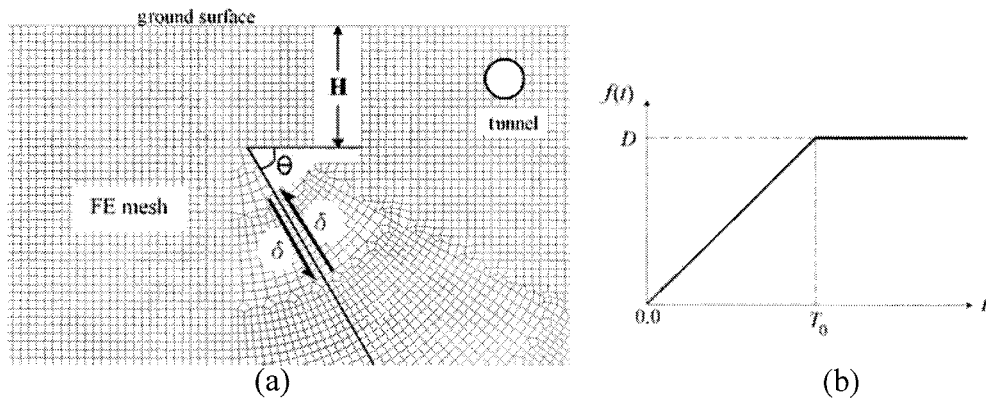 ground surface
H
tunnel
Θ
FE mesh
δ
δ
(a)
f(t)
D
0.0
T₀
(b)